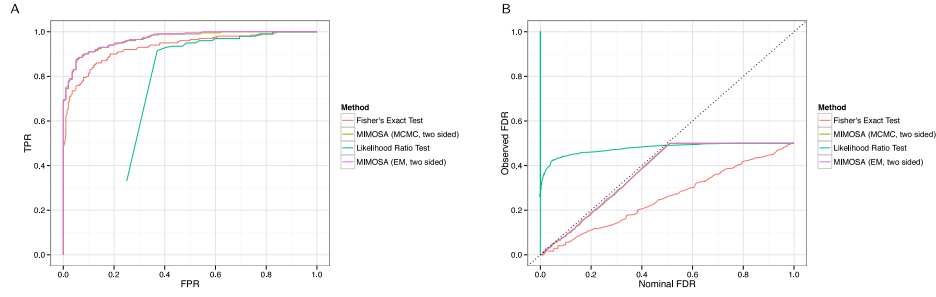 A
TPR
1.0
0.8
0.6
0.4
0.2
0.0
0.0 0.2 0.4 0.6 0.8 1.0
FPR
Method
Fisher's Exact Test
MIMOSA (MCMC, two sided)
Likelihood Ratio Test
MIMOSA (EM, two sided)
B
Observed FDR
1.0
0.8
0.6
0.4
0.2
0.0
0.0 0.2 0.4 0.6 0.8 1.0
Nominal FDR
Method
Fisher's Exact Test
MIMOSA (MCMC, two sided)
Likelihood Ratio Test
MIMOSA (EM, two sided)